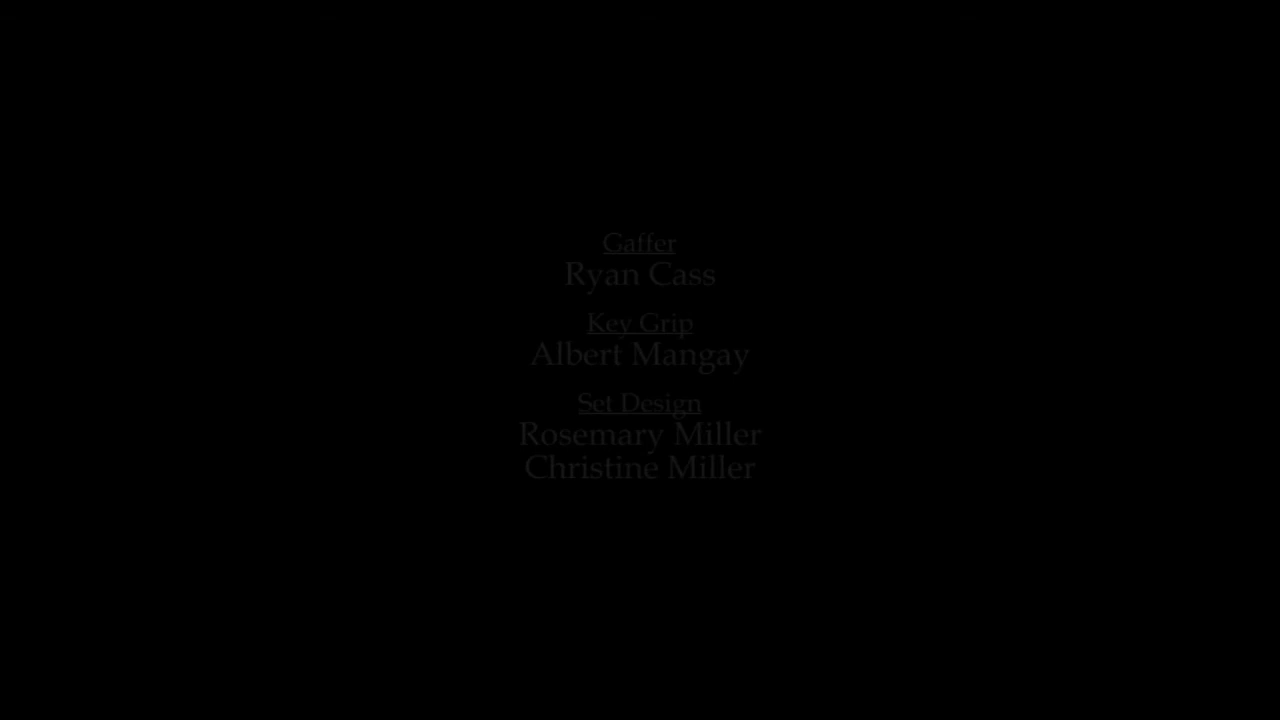 Gaffer
Ryan Cass
Key Grip
Albert Mangay
Set Design
Rosemary Miller
Christine Miller